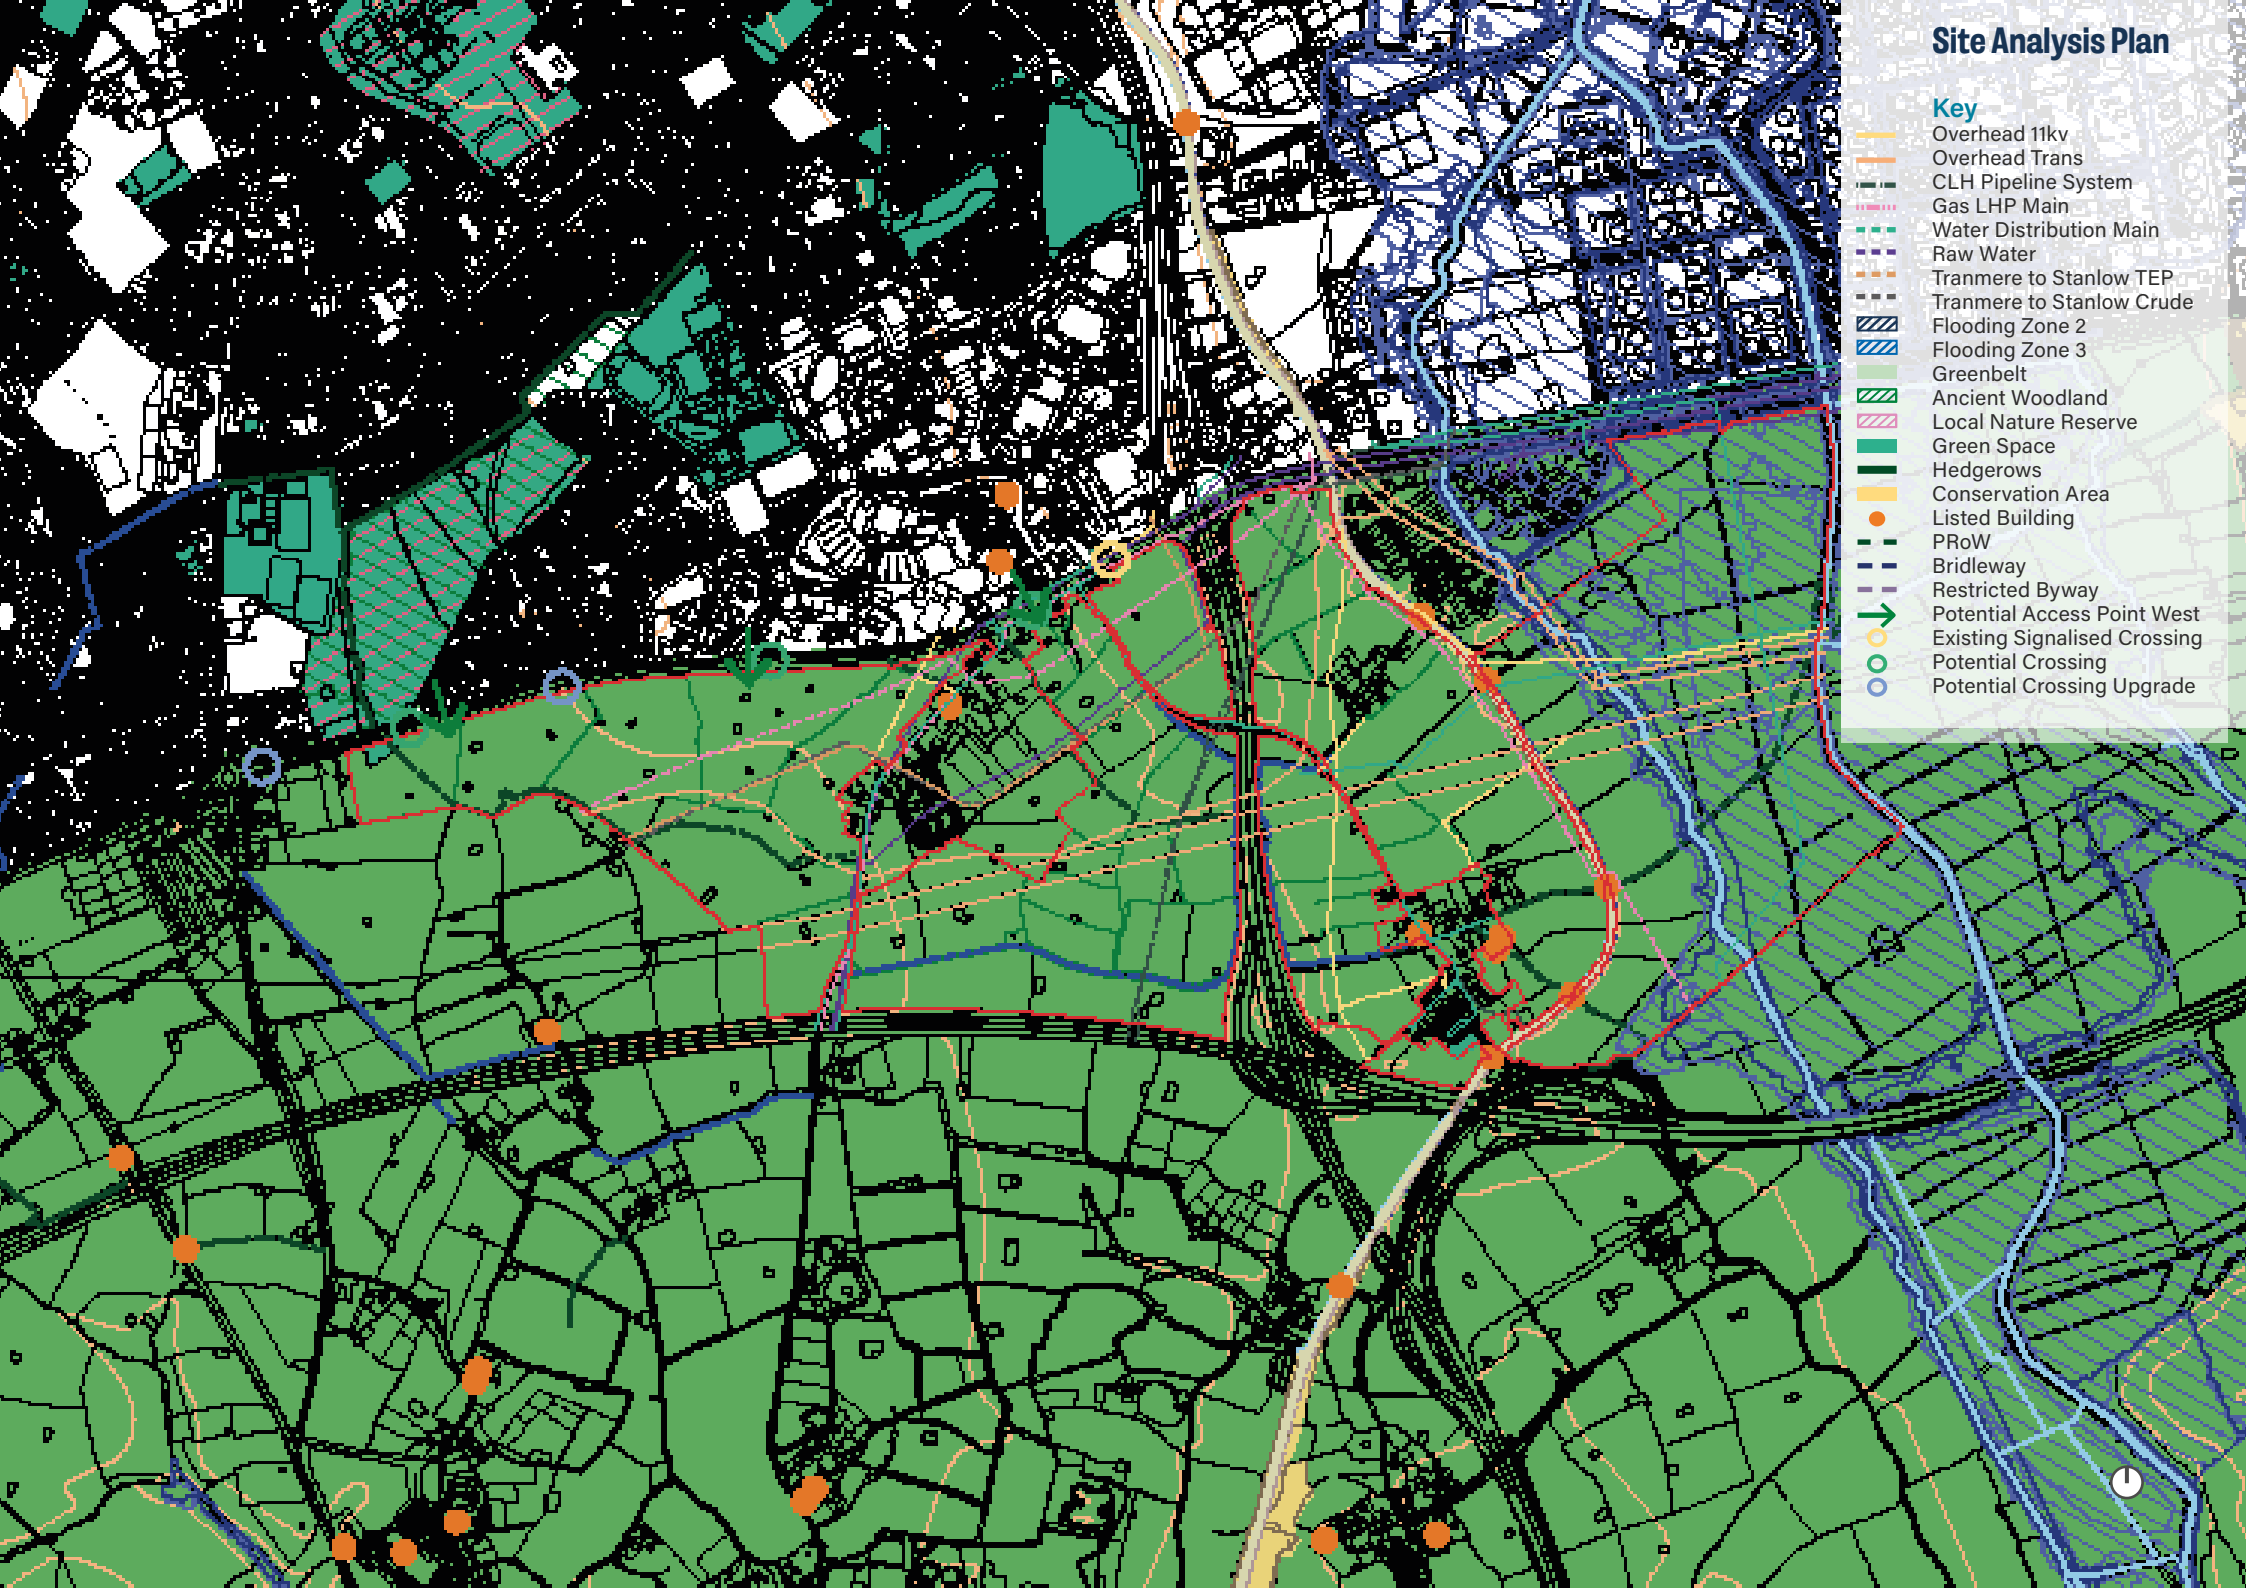 Site Analysis Plan
Key
Overhead 11kv
Overhead Trans
CLH Pipeline System
Gas LHP Main
Water Distribution Main
Raw Water
Tranmere to Stanlow TEP
Tranmere to Stanlow Crude
Flooding Zone 2
Flooding Zone 3
Greenbelt
Ancient Woodland
Local Nature Reserve
Green Space
Hedgerows
Conservation Area
Listed Building
PRoW
Bridleway
Restricted Byway
Potential Access Point West
Existing Signalised Crossing
Potential Crossing
Potential Crossing Upgrade